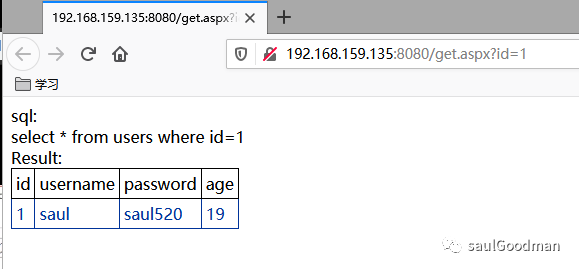 192.168.159.135:8080/get.aspx?id
192.168.159.135:8080/get.aspx?id=1
学习
sql:
select * from users where id=1
Result:
id username password age
1 saul saul520 19
saulGoodman